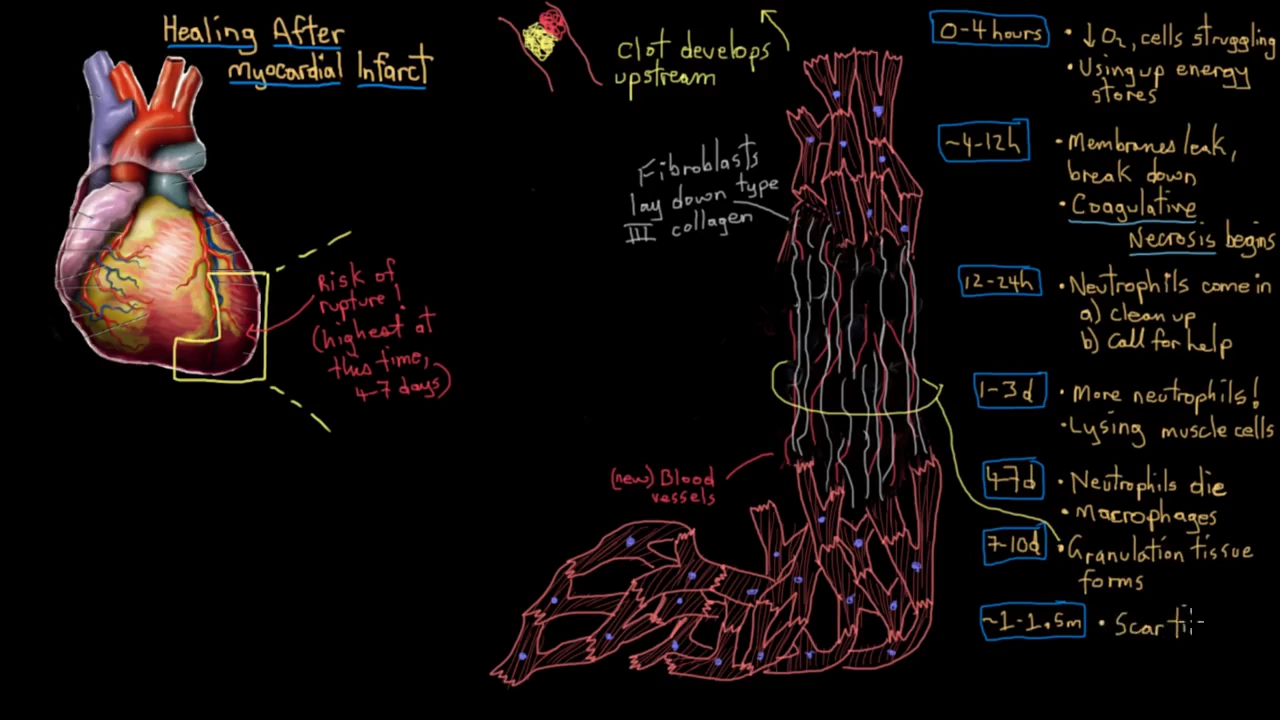 Healing After
Myocardial Infarct
Clot develops
upstream
Fibroblasts
lay down type
III collagen
Risk of
rupture!
(highest at
this time,
4-7 days)
(new) Blood
vessels
0-4 hours
• ↓ O₂, cells struggling
• Using up energy
stores
~4-12h
• Membranes leak,
break down
• Coagulative
Necrosis begins
12-24h
• Neutrophils come in
a) clean up
b) Call for help
1-3d
• More neutrophils!
• Lysing muscle cells
4-7d
• Neutrophils die
• Macrophages
7-10d
• Granulation tissue
forms
~1-1.5m
• Scar ti